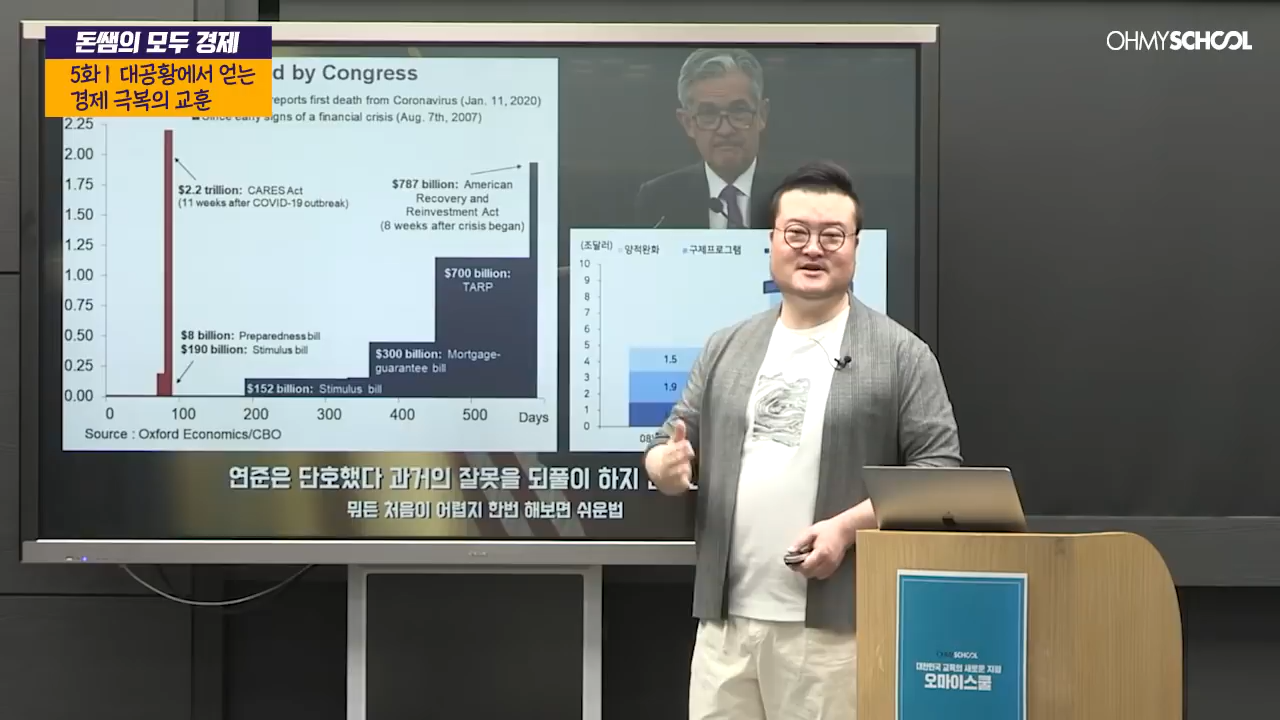 돈쌤의 모두 경제
5화 | 대공황에서 얻는
경제 극복의 교훈
OHMYSCHOOL
d by Congress
reports first death from Coronavirus (Jan. 11, 2020)
Since early signs of a financial crisis (Aug. 7th, 2007)
2.25
2.00
1.75
1.50
1.25
1.00
0.75
0.50
0.25
0.00
$2.2 trillion: CARES Act
(11 weeks after COVID-19 outbreak)
$787 billion: American
Recovery and
Reinvestment Act
(8 weeks after crisis began)
$700 billion:
TARP
$8 billion: Preparedness bill
$190 billion: Stimulus bill
$300 billion: Mortgage-
guarantee bill
$152 billion: Stimulus bill
0 100 200 300 400 500 Days
Source : Oxford Economics/CBO
(조달러) 양적완화 구제프로그램
10
9
8
7
6
5
4
3
2
1
0
1.5
1.9
연준은 단호했다 과거의 잘못을 되풀이 하지
뭐든 처음이 어렵지 한번 해보면 쉬운법
OHMYSCHOOL
대한민국 교육의 새로운 지평
오마이스쿨